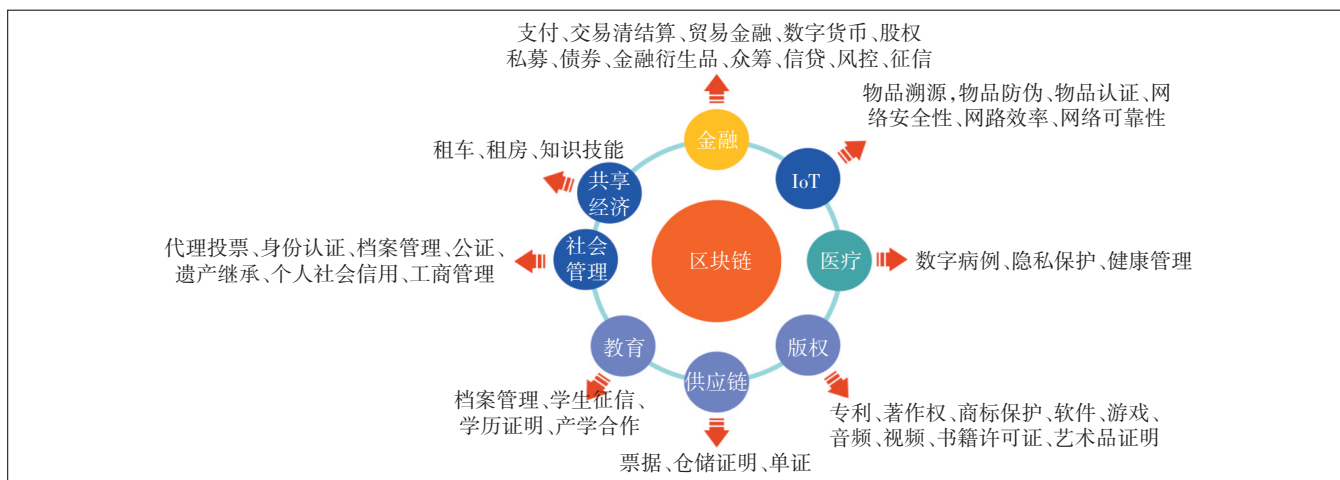 支付、交易清结算、贸易金融、数字货币、股权
私募、债券、金融衍生品、众筹、信贷、风控、征信
物品溯源,物品防伪、物品认证、网
络安全性、网路效率、网络可靠性
金融
租车、租房、知识技能
IoT
共享
经济
代理投票、身份认证、档案管理、公证、
遗产继承、个人社会信用、工商管理
社会
管理
区块链
医疗
数字病例、隐私保护、健康管理
教育
供应链
版权
档案管理、学生征信、
学历证明、产学合作
专利、著作权、商标保护、软件、游戏、
音频、视频、书籍许可证、艺术品证明
票据、仓储证明、单证